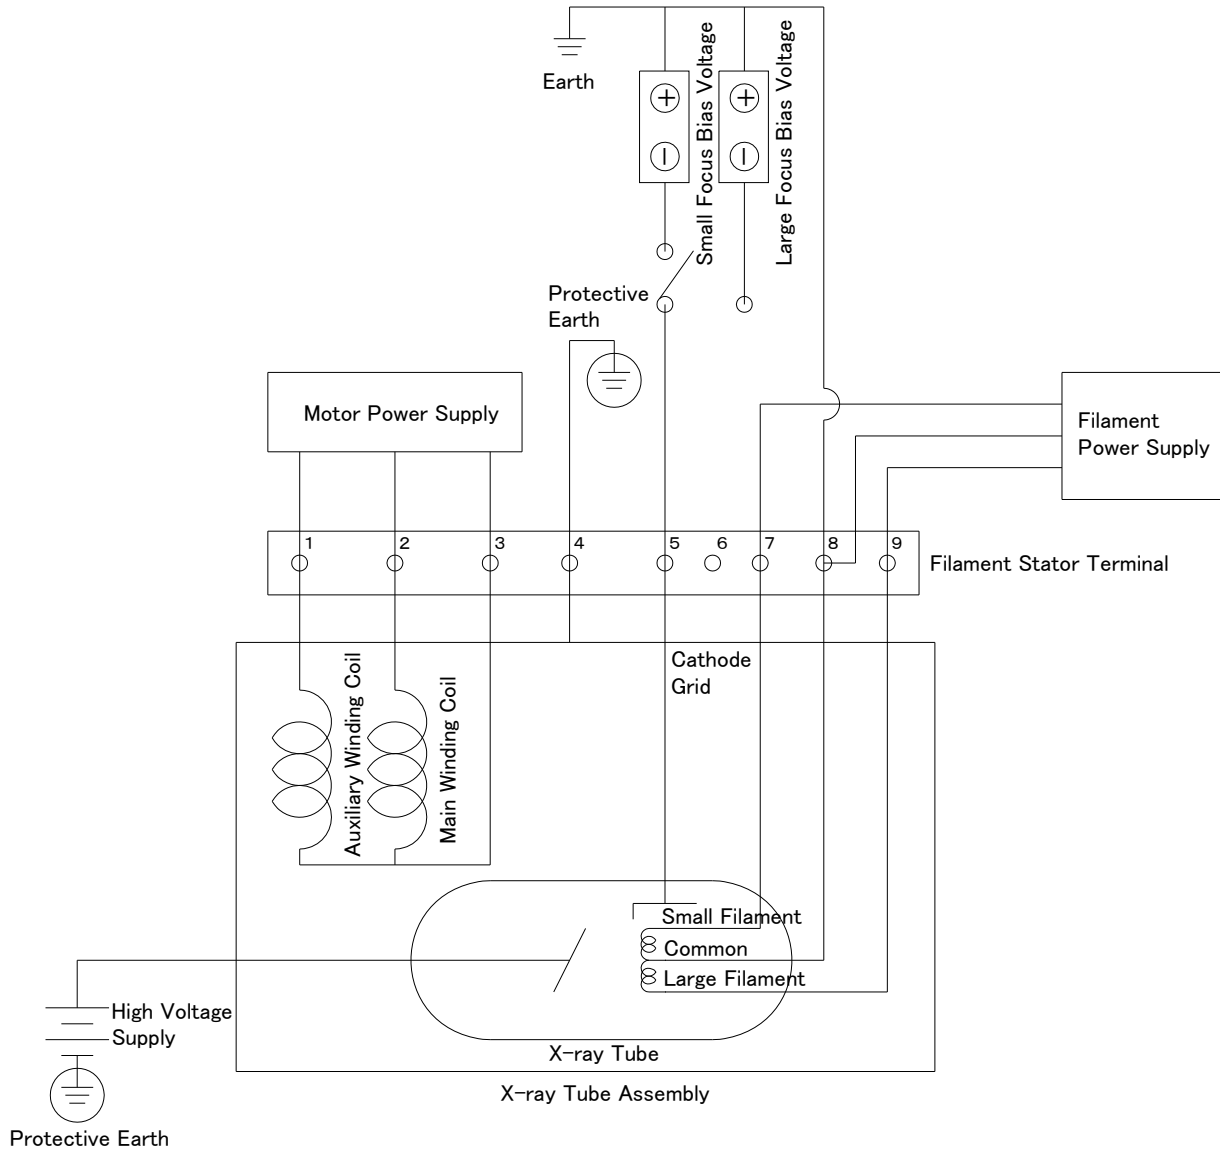 Earth
+
−
Small Focus Bias Voltage
+
−
Large Focus Bias Voltage
Protective
Earth
Motor Power Supply
Filament
Power Supply
1
2
3
4
5
6
7
8
9
Filament Stator Terminal
Cathode
Grid
Auxiliary Winding Coil
Main Winding Coil
Small Filament
Common
Large Filament
High Voltage
Supply
X-ray Tube
X-ray Tube Assembly
Protective Earth